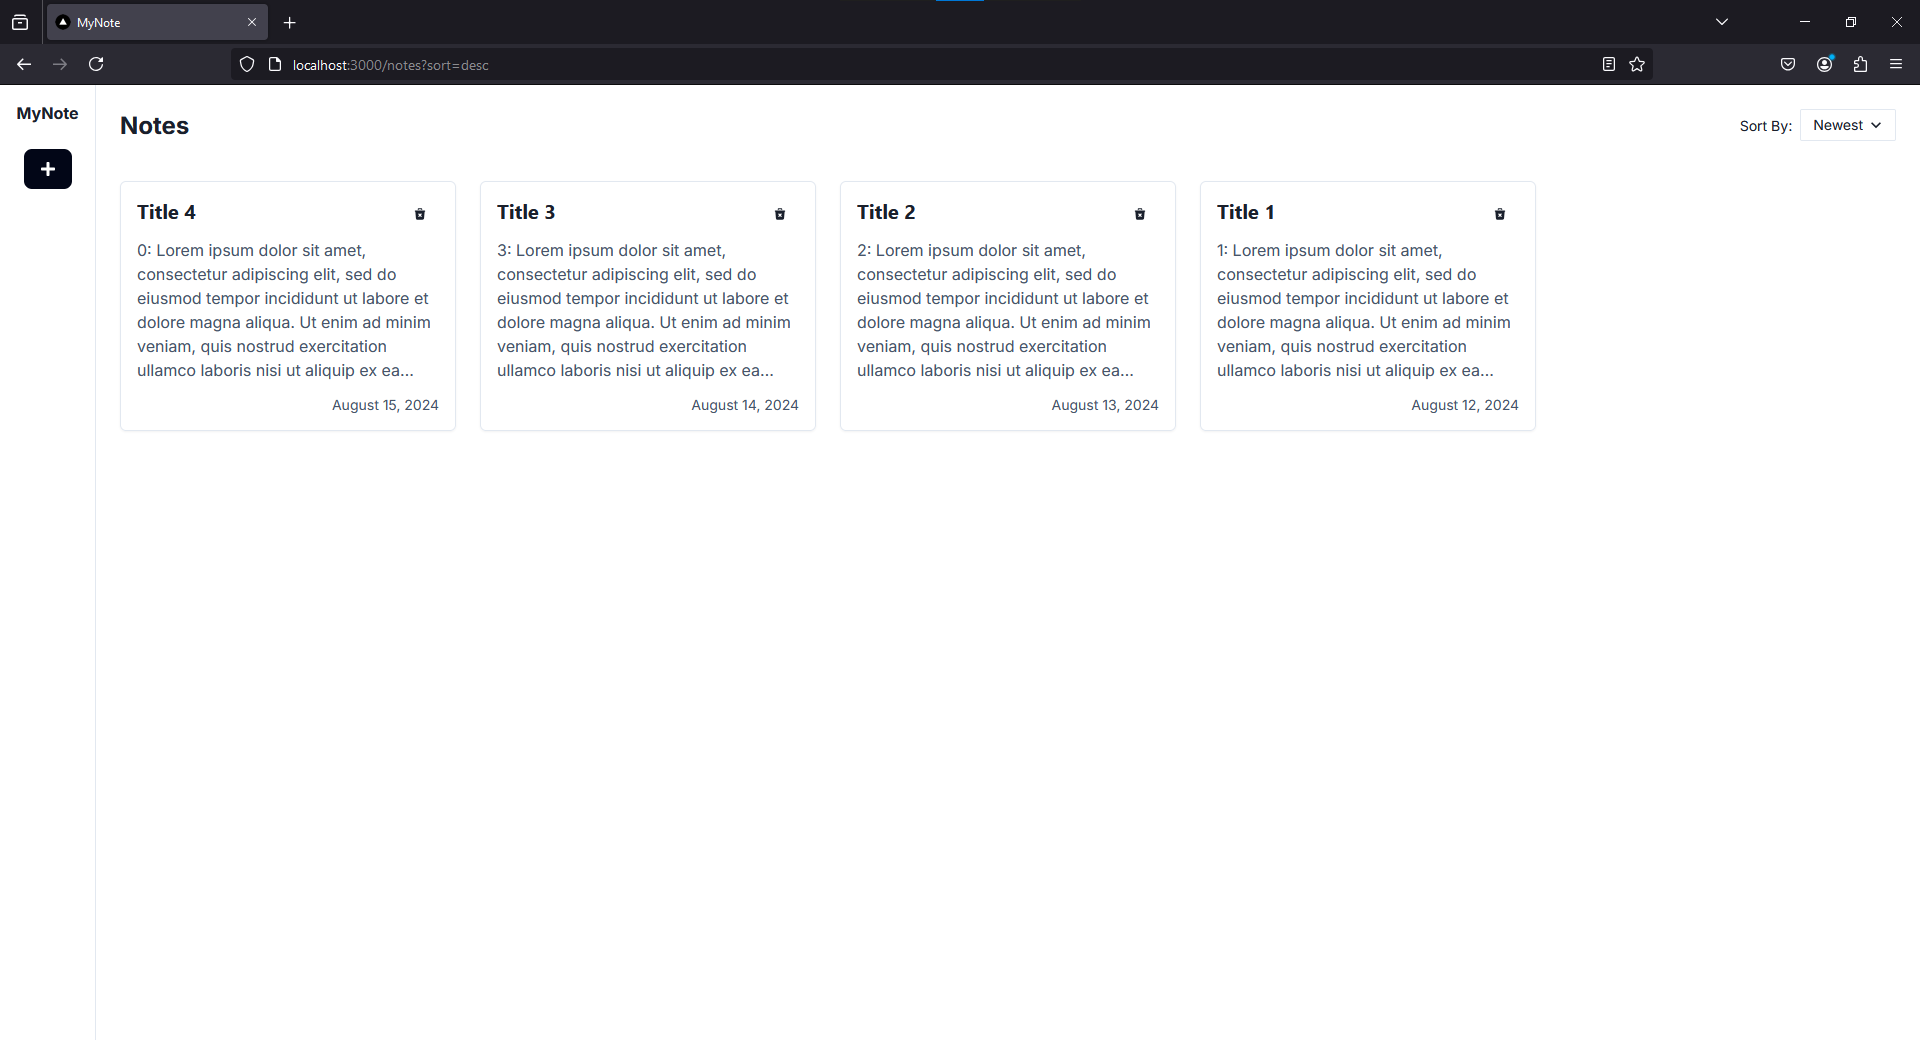 MyNote
localhost:3000/notes?sort=desc
MyNote
Notes
Sort By: Newest
Title 4
0: Lorem ipsum dolor sit amet,
consectetur adipiscing elit, sed do
eiusmod tempor incididunt ut labore et
dolore magna aliqua. Ut enim ad minim
veniam, quis nostrud exercitation
ullamco laboris nisi ut aliquip ex ea...
August 15, 2024
Title 3
3: Lorem ipsum dolor sit amet,
consectetur adipiscing elit, sed do
eiusmod tempor incididunt ut labore et
dolore magna aliqua. Ut enim ad minim
veniam, quis nostrud exercitation
ullamco laboris nisi ut aliquip ex ea...
August 14, 2024
Title 2
2: Lorem ipsum dolor sit amet,
consectetur adipiscing elit, sed do
eiusmod tempor incididunt ut labore et
dolore magna aliqua. Ut enim ad minim
veniam, quis nostrud exercitation
ullamco laboris nisi ut aliquip ex ea...
August 13, 2024
Title 1
1: Lorem ipsum dolor sit amet,
consectetur adipiscing elit, sed do
eiusmod tempor incididunt ut labore et
dolore magna aliqua. Ut enim ad minim
veniam, quis nostrud exercitation
ullamco laboris nisi ut aliquip ex ea...
August 12, 2024